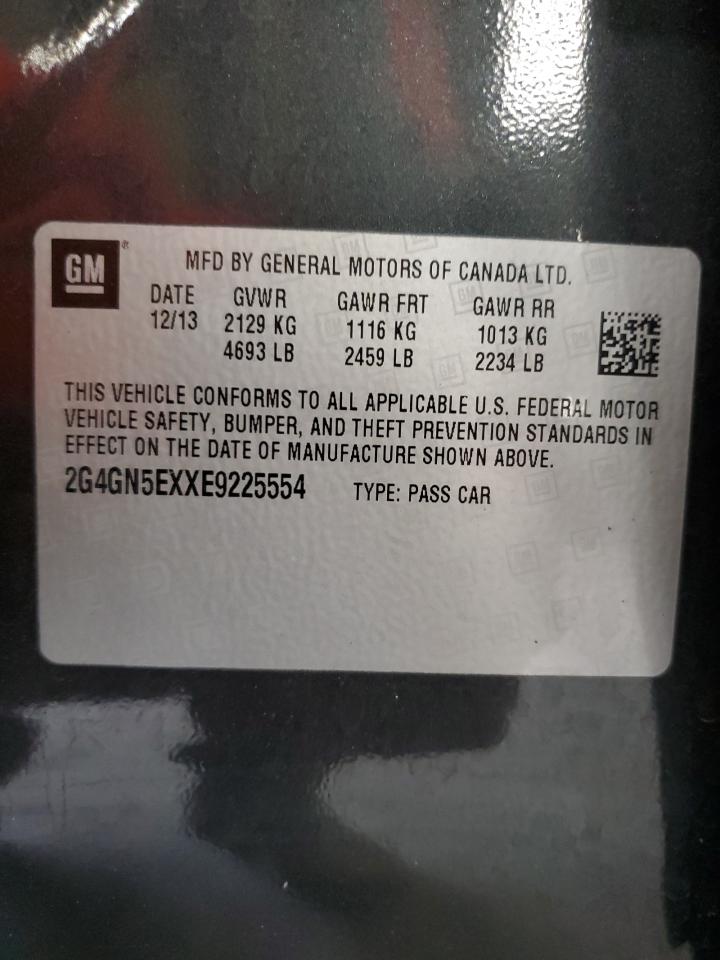 GM®
MFD BY GENERAL MOTORS OF CANADA LTD.
DATE GVWR GAWR FRT GAWR RR
12/13 2129 KG 1116 KG 1013 KG
4693 LB 2459 LB 2234 LB
THIS VEHICLE CONFORMS TO ALL APPLICABLE U.S. FEDERAL MOTOR
VEHICLE SAFETY, BUMPER, AND THEFT PREVENTION STANDARDS IN
EFFECT ON THE DATE OF MANUFACTURE SHOWN ABOVE.
2G4GN5EXXE9225554 TYPE: PASS CAR